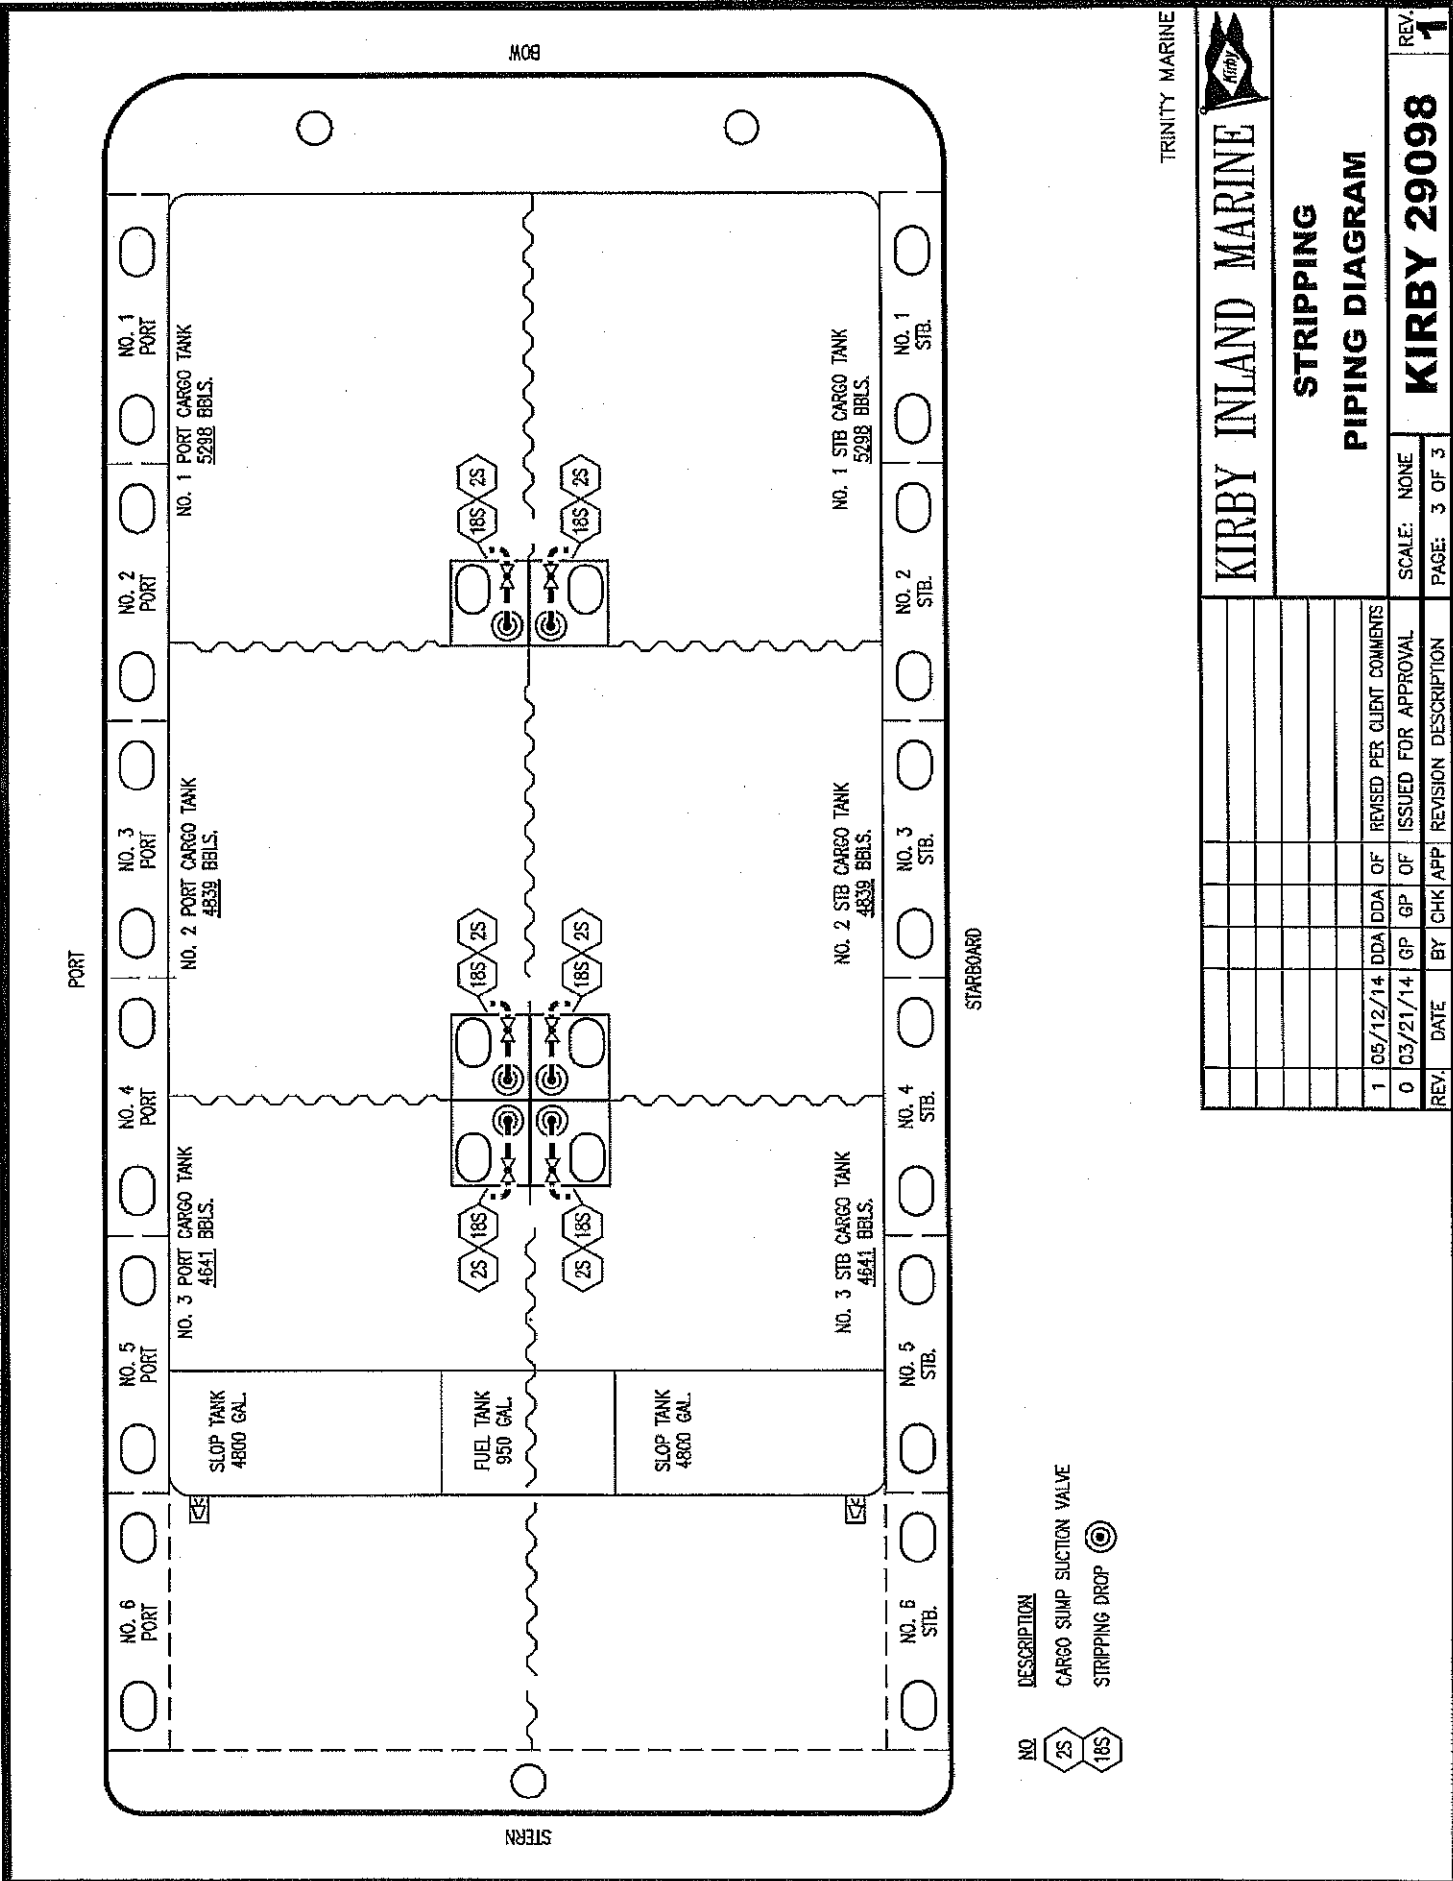 PORT
BOW
STERN
STARBOARD
NO. 6
PORT
NO. 5
PORT
NO. 4
PORT
NO. 3
PORT
NO. 2
PORT
NO. 1
PORT
SLOP TANK
4800 GAL.
NO. 3 PORT CARGO TANK
4641 BBLS.
NO. 2 PORT CARGO TANK
4839 BBLS.
NO. 1 PORT CARGO TANK
5298 BBLS.
FUEL TANK
950 GAL.
2S 18S
18S 2S
18S 2S
2S 18S
18S 2S
18S 2S
SLOP TANK
4800 GAL.
NO. 3 STB CARGO TANK
4641 BBLS.
NO. 2 STB CARGO TANK
4839 BBLS.
NO. 1 STB CARGO TANK
5298 BBLS.
NO. 6
STB.
NO. 5
STB.
NO. 4
STB.
NO. 3
STB.
NO. 2
STB.
NO. 1
STB.
NO DESCRIPTION
2S CARGO SUMP SUCTION VALVE
18S STRIPPING DROP
TRINITY MARINE
KIRBY INLAND MARINE
Kirby
STRIPPING
PIPING DIAGRAM
1 05/12/14 DDA DDA OF REVISED PER CLIENT COMMENTS
0 03/21/14 GP GP OF ISSUED FOR APPROVAL
REV. DATE BY CHK APP REVISION DESCRIPTION
SCALE: NONE
PAGE: 3 OF 3
KIRBY 29098
REV.
1